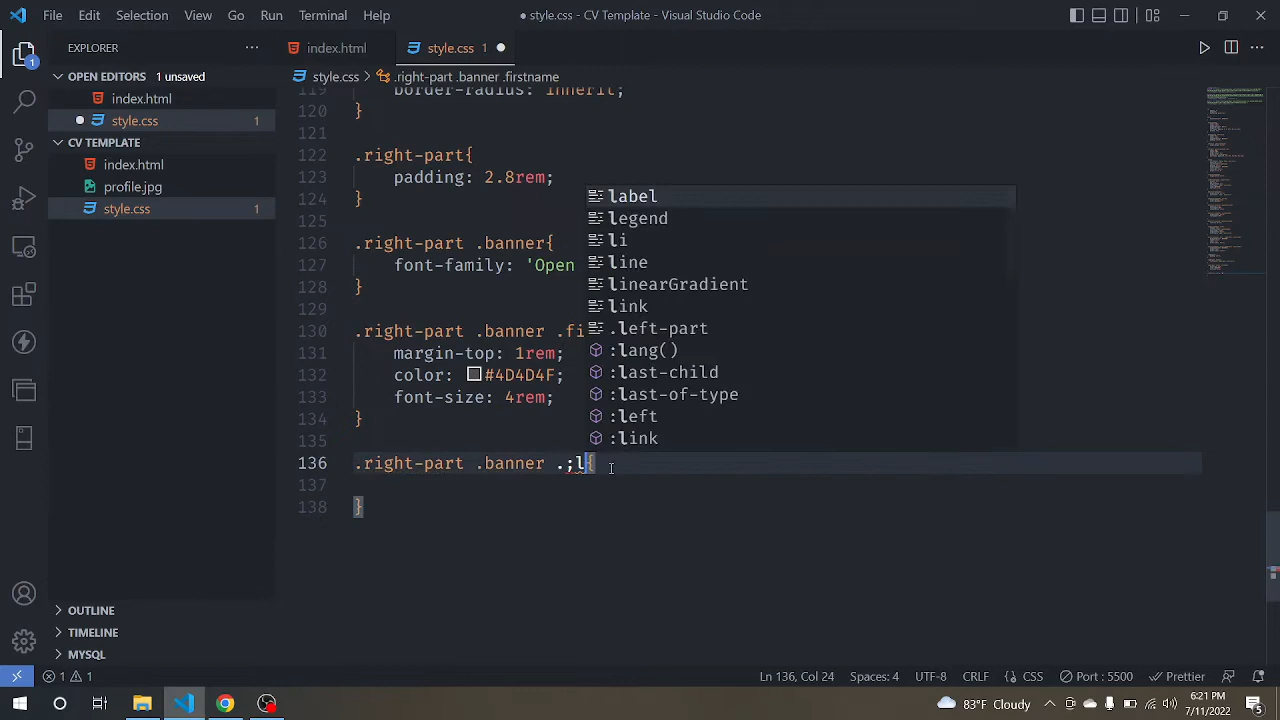 File Edit Selection View Go Run Terminal Help
● style.css - CV Template - Visual Studio Code
EXPLORER
index.html
style.css 1
OPEN EDITORS 1 unsaved
style.css > .right-part .banner .firstname
index.html
style.css 1
CV TEMPLATE
index.html
profile.jpg
style.css 1
119 border-radius: inherit;
120 }
121
122 .right-part{
123 padding: 2.8rem;
124 }
125
126 .right-part .banner{
127 font-family: 'Open
128 }
129
130 .right-part .banner .fi
131 margin-top: 1rem;
132 color: #4D4D4F;
133 font-size: 4rem;
134 }
135
136 .right-part .banner .;l{
137
138 }
label
legend
li
line
linearGradient
link
.left-part
:lang()
:last-child
:last-of-type
:left
:link
OUTLINE
TIMELINE
MYSQL
1
1 1
Ln 136, Col 24 Spaces: 4 UTF-8 CRLF {} CSS Port : 5500 Prettier
88°F Cloudy
6:21 PM
7/11/2022
5